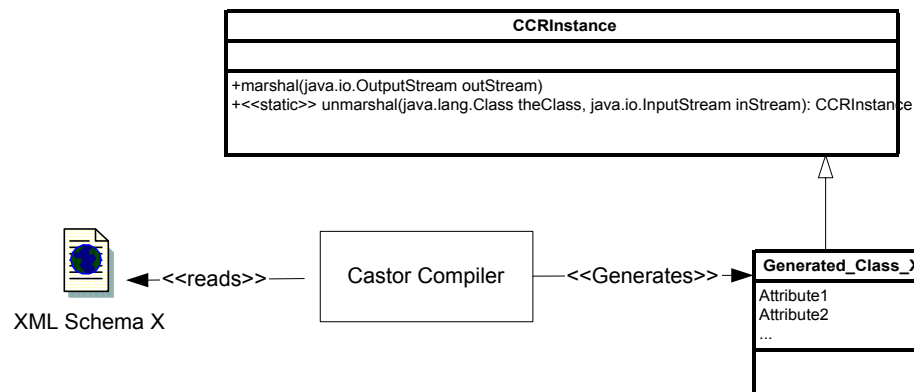 CCRInstance
+marshal(java.io.OutputStream outStream)
+<<static>> unmarshal(java.lang.Class theClass, java.io.InputStream inStream): CCRInstance
<<reads>>
Castor Compiler
<<Generates>>
XML Schema X
Generated_Class_X
Attribute1
Attribute2
...